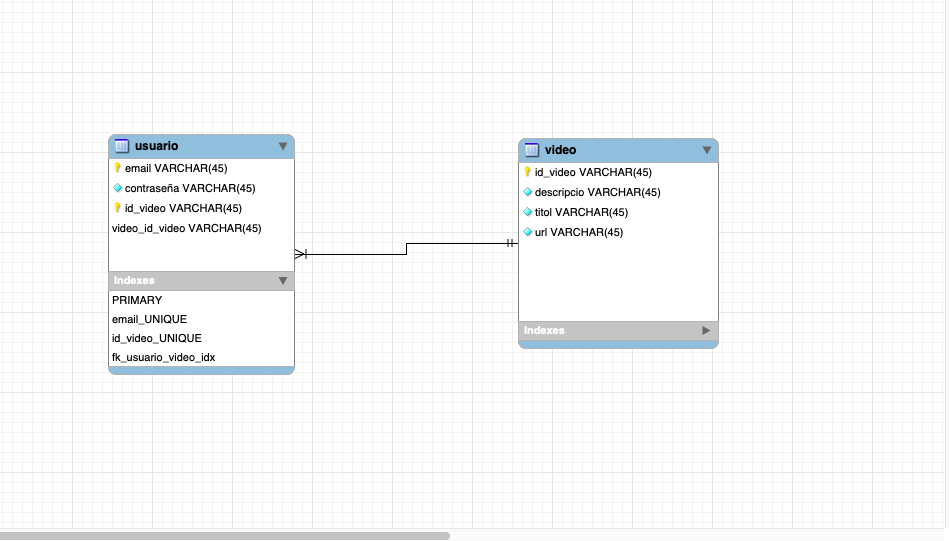 usuario
email VARCHAR(45)
contraseña VARCHAR(45)
id_video VARCHAR(45)
video_id_video VARCHAR(45)
Indexes
PRIMARY
email_UNIQUE
id_video_UNIQUE
fk_usuario_video_idx
video
id_video VARCHAR(45)
descripcio VARCHAR(45)
titol VARCHAR(45)
url VARCHAR(45)
Indexes